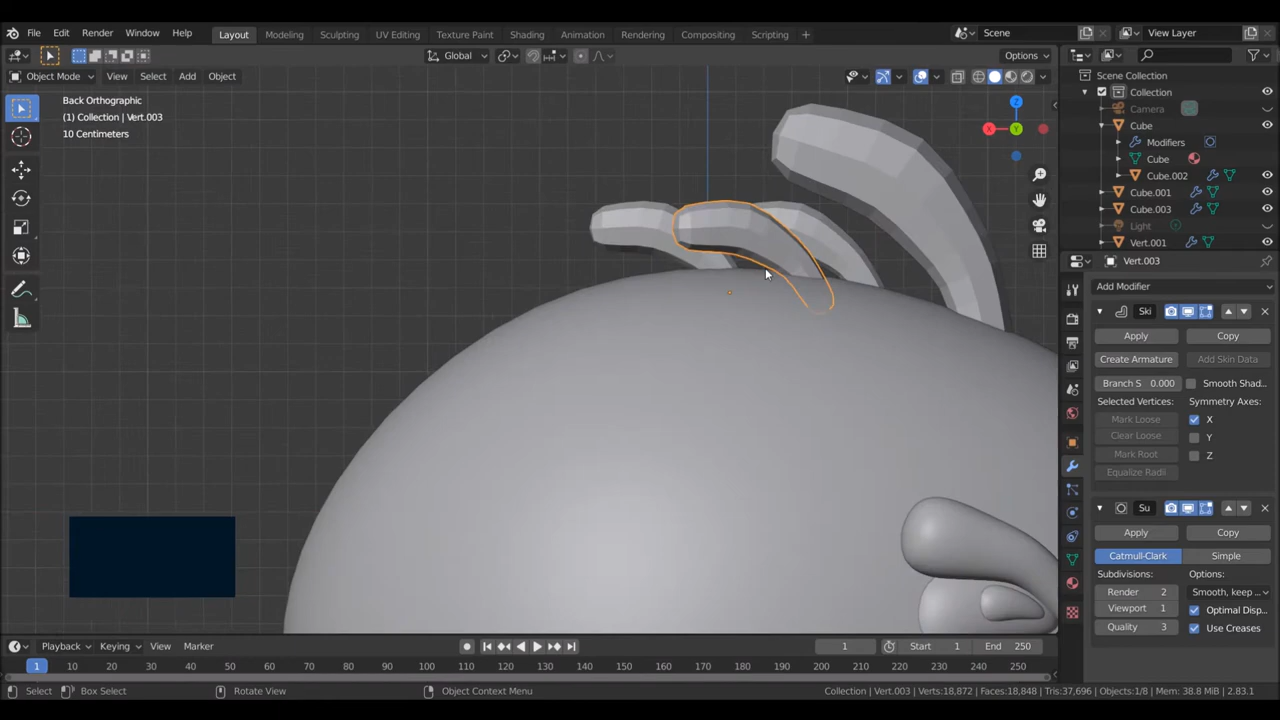 File Edit Render Window Help Layout Modeling Sculpting UV Editing Texture Paint Shading Animation Rendering Compositing Scripting + Scene View Layer
Global Options
Object Mode View Select Add Object
Back Orthographic
(1) Collection | Vert.003
10 Centimeters
Z
X
Y
Scene Collection
Collection
Camera
Cube
Modifiers
Cube
Cube.002
Cube.001
Cube.003
Light
Vert.001
Vert.003
Add Modifier
Ski
Apply Copy
Create Armature Add Skin Data
Branch S 0.000 Smooth Shad...
Selected Vertices: Symmetry Axes:
Mark Loose X
Clear Loose Y
Mark Root Z
Equalize Radii
Su
Apply Copy
Catmull-Clark Simple
Subdivisions: Options:
Render 2 Smooth, keep ...
Viewport 1 Optimal Disp...
Quality 3 Use Creases
Playback Keying View Marker 1 Start 1 End 250
1 10 20 30 40 50 60 70 80 90 100 110 120 130 140 150 160 170 180 190 200 210 220 230 240 250
Select Box Select Rotate View Object Context Menu Collection | Vert.003 | Verts:18,872 | Faces:18,848 | Tris:37,696 | Objects:1/8 | Mem: 38.8 MiB | 2.83.1